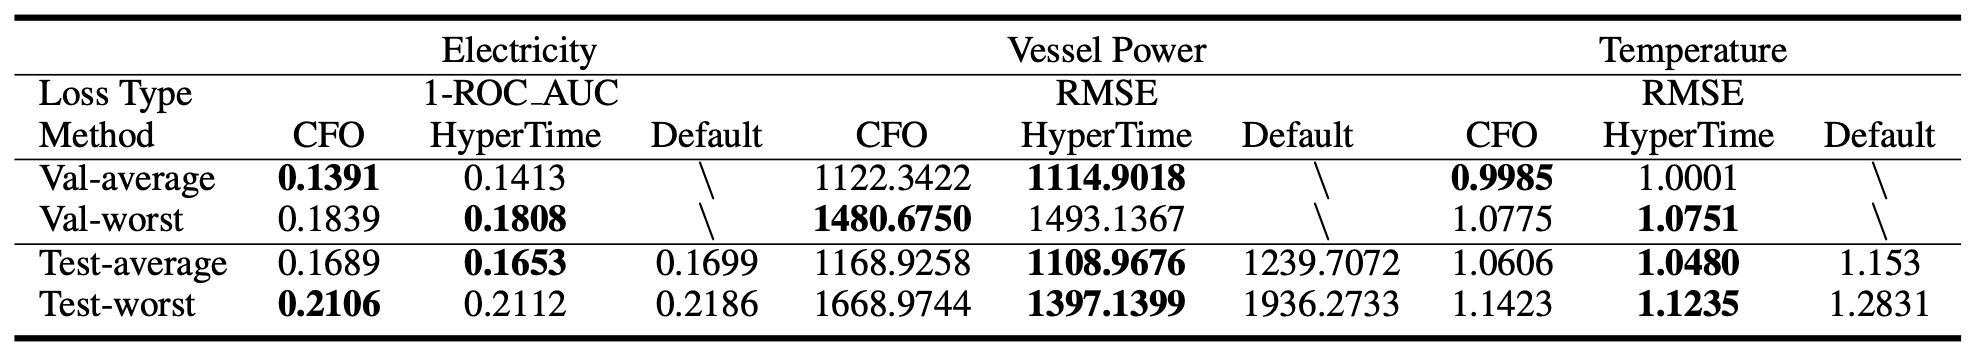 Electricity Vessel Power Temperature
Loss Type 1-ROC_AUC RMSE RMSE
Method CFO HyperTime Default CFO HyperTime Default CFO HyperTime Default
Val-average 0.1391 0.1413 \ 1122.3422 1114.9018 \ 0.9985 1.0001 \
Val-worst 0.1839 0.1808 \ 1480.6750 1493.1367 \ 1.0775 1.0751 \
Test-average 0.1689 0.1653 0.1699 1168.9258 1108.9676 1239.7072 1.0606 1.0480 1.153
Test-worst 0.2106 0.2112 0.2186 1668.9744 1397.1399 1936.2733 1.1423 1.1235 1.2831